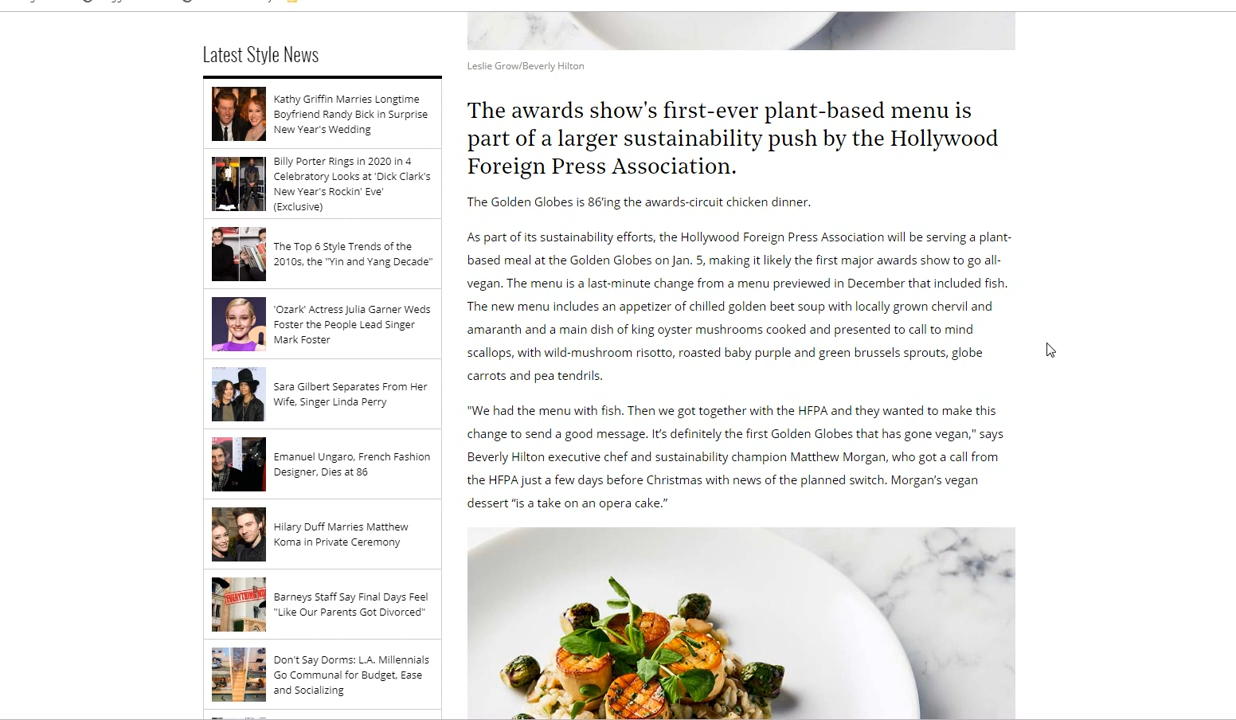 Latest Style News
Kathy Griffin Marries Longtime
Boyfriend Randy Bick in Surprise
New Year's Wedding
Billy Porter Rings in 2020 in 4
Celebratory Looks at 'Dick Clark's
New Year's Rockin' Eve'
(Exclusive)
The Top 6 Style Trends of the
2010s, the "Yin and Yang Decade"
'Ozark' Actress Julia Garner Weds
Foster the People Lead Singer
Mark Foster
Sara Gilbert Separates From Her
Wife, Singer Linda Perry
Emanuel Ungaro, French Fashion
Designer, Dies at 86
Hilary Duff Marries Matthew
Koma in Private Ceremony
Barneys Staff Say Final Days Feel
"Like Our Parents Got Divorced"
Don't Say Dorms: L.A. Millennials
Go Communal for Budget, Ease
and Socializing
Leslie Grow/Beverly Hilton
The awards show's first-ever plant-based menu is
part of a larger sustainability push by the Hollywood
Foreign Press Association.
The Golden Globes is 86'ing the awards-circuit chicken dinner.
As part of its sustainability efforts, the Hollywood Foreign Press Association will be serving a plant-
based meal at the Golden Globes on Jan. 5, making it likely the first major awards show to go all-
vegan. The menu is a last-minute change from a menu previewed in December that included fish.
The new menu includes an appetizer of chilled golden beet soup with locally grown chervil and
amaranth and a main dish of king oyster mushrooms cooked and presented to call to mind
scallops, with wild-mushroom risotto, roasted baby purple and green brussels sprouts, globe
carrots and pea tendrils.
"We had the menu with fish. Then we got together with the HFPA and they wanted to make this
change to send a good message. It's definitely the first Golden Globes that has gone vegan," says
Beverly Hilton executive chef and sustainability champion Matthew Morgan, who got a call from
the HFPA just a few days before Christmas with news of the planned switch. Morgan's vegan
dessert “is a take on an opera cake.”